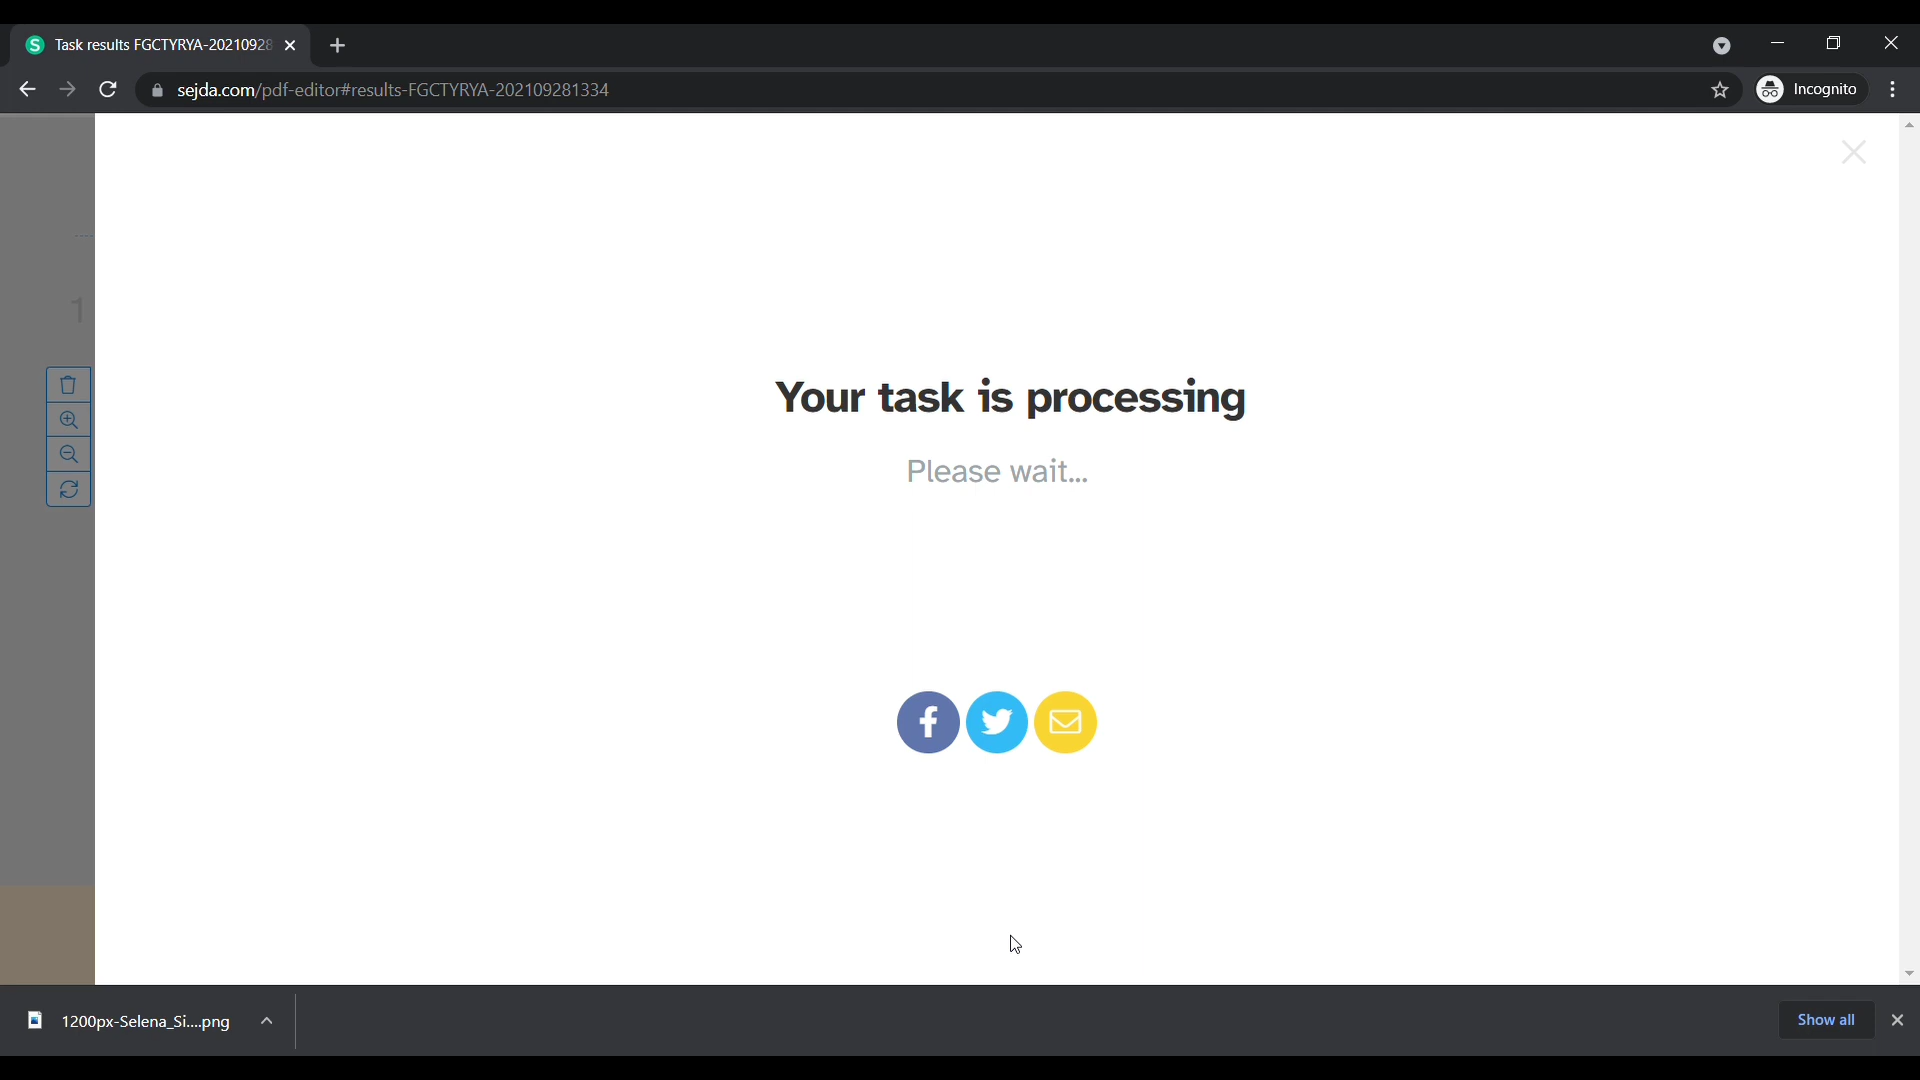 Task results FGCTYRYA-20210928
sejda.com/pdf-editor#results-FGCTYRYA-202109281334
Incognito
1
Your task is processing
Please wait...
1200px-Selena_Si....png
Show all